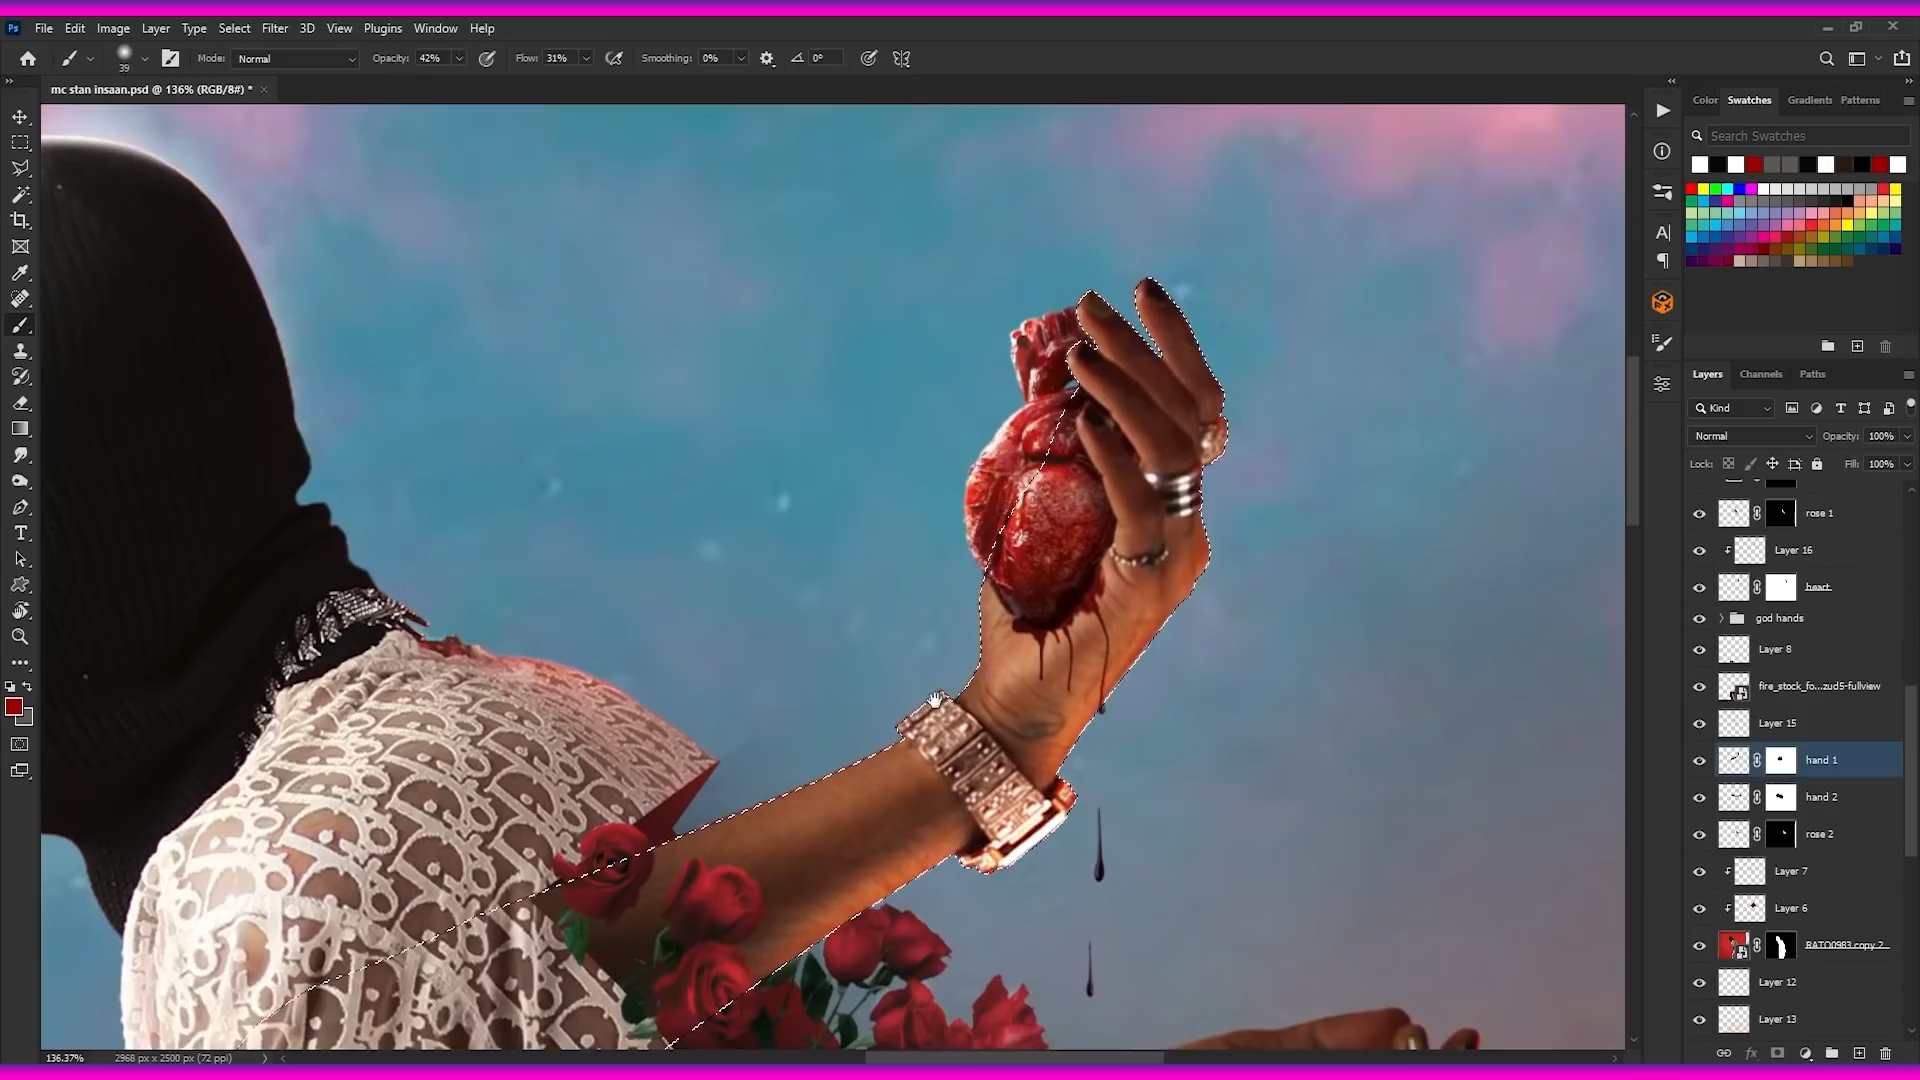 Ps File Edit Image Layer Type Select Filter 3D View Plugins Window Help
39 Mode: Normal Opacity: 42% Flow: 31% Smoothing: 0% 0°
mc stan insaan.psd @ 136% (RGB/8#) *
Color Swatches Gradients Patterns
Search Swatches
Layers Channels Paths
Kind
Normal Opacity: 100%
Lock: Fill: 100%
rose 1
Layer 16
heart
god hands
Layer 8
fire_stock_fo...zud5-fullview
Layer 15
hand 1
hand 2
rose 2
Layer 7
Layer 6
RATO0983 copy 2
Layer 12
Layer 13
136.37% 2968 px x 2500 px (72 ppi)